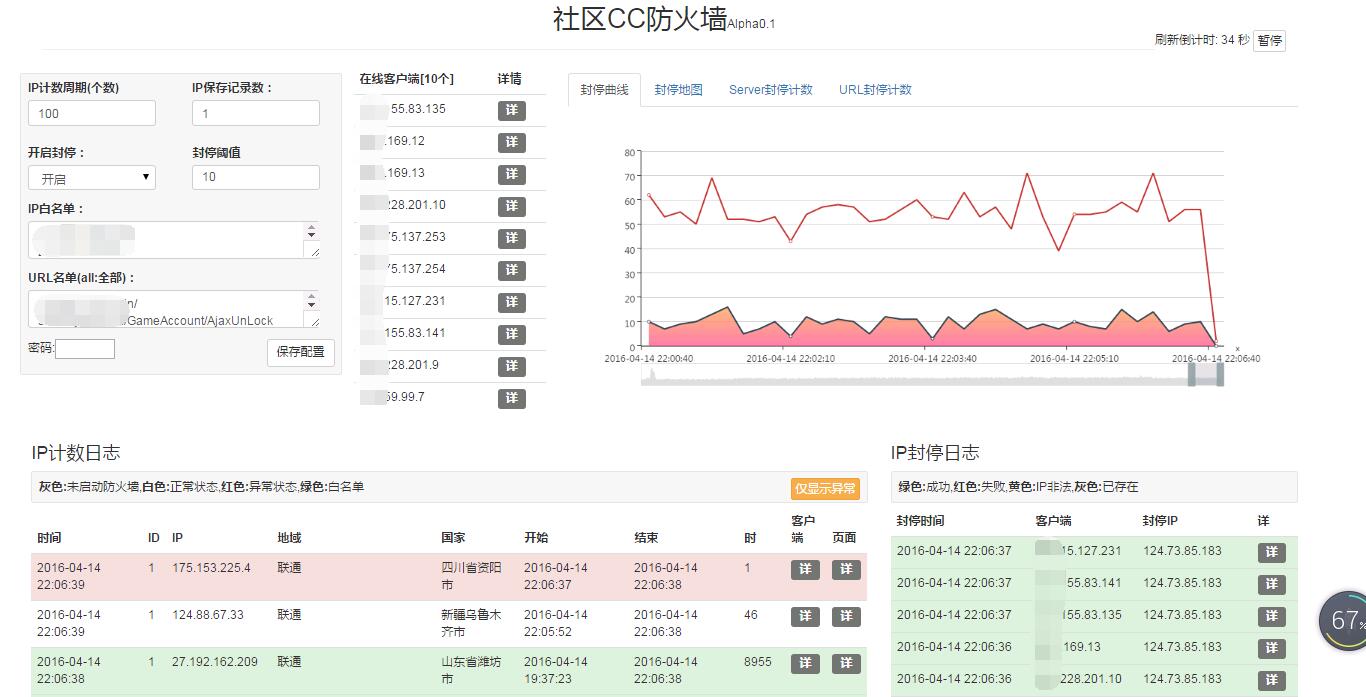 社区CC防火墙Alpha0.1
刷新倒计时: 34 秒 暂停
IP计数周期(个数) IP保存记录数：
100 1
开启封停： 封停阈值
开启 10
IP白名单：
URL名单(all:全部)：
in/
/GameAccount/AjaxUnLock
密码: 保存配置
在线客户端[10个] 详情
55.83.135 详
.169.12 详
.169.13 详
28.201.10 详
5.137.253 详
75.137.254 详
15.127.231 详
155.83.141 详
28.201.9 详
59.99.7 详
封停曲线 封停地图 Server封停计数 URL封停计数
80
70
60
50
40
30
20
10
0
2016-04-14 22:00:40 2016-04-14 22:02:10 2016-04-14 22:03:40 2016-04-14 22:05:10 2016-04-14 22:06:40
x
IP计数日志
灰色:未启动防火墙,白色:正常状态,红色:异常状态,绿色:白名单 仅显示异常
时间 ID IP 地域 国家 开始 结束 时 客户端 页面
2016-04-14 22:06:39 1 175.153.225.4 联通 四川省资阳市 2016-04-14 22:06:37 2016-04-14 22:06:38 1 详 详
2016-04-14 22:06:39 1 124.88.67.33 联通 新疆乌鲁木齐市 2016-04-14 22:05:52 2016-04-14 22:06:38 46 详 详
2016-04-14 22:06:38 1 27.192.162.209 联通 山东省潍坊市 2016-04-14 19:37:23 2016-04-14 22:06:38 8955 详 详
IP封停日志
绿色:成功,红色:失败,黄色:IP非法,灰色:已存在
封停时间 客户端 封停IP 详
2016-04-14 22:06:37 15.127.231 124.73.85.183 详
2016-04-14 22:06:37 55.83.141 124.73.85.183 详
2016-04-14 22:06:37 155.83.135 124.73.85.183 详
2016-04-14 22:06:36 169.13 124.73.85.183 详
2016-04-14 22:06:36 228.201.10 124.73.85.183 详
67%